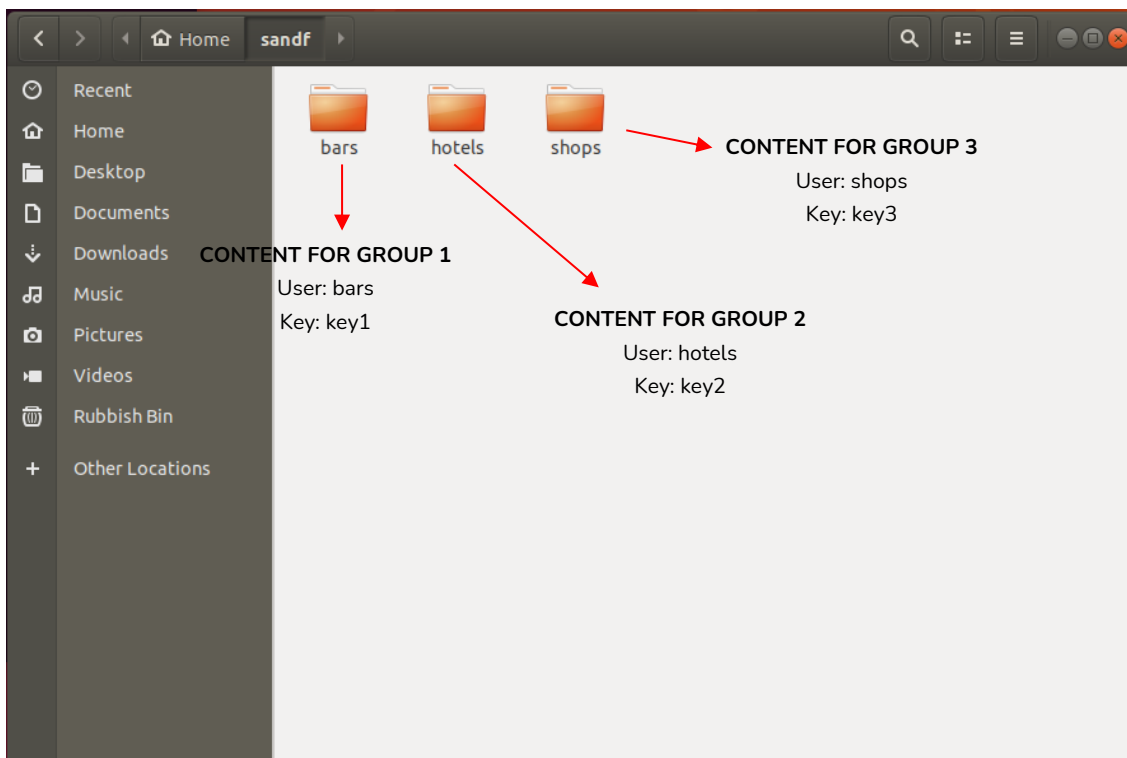 Home sandf
Recent
Home
Desktop
Documents
Downloads
Music
Pictures
Videos
Rubbish Bin
Other Locations
bars hotels shops
CONTENT FOR GROUP 3
User: shops
Key: key3
CONTENT FOR GROUP 1
User: bars
Key: key1
CONTENT FOR GROUP 2
User: hotels
Key: key2